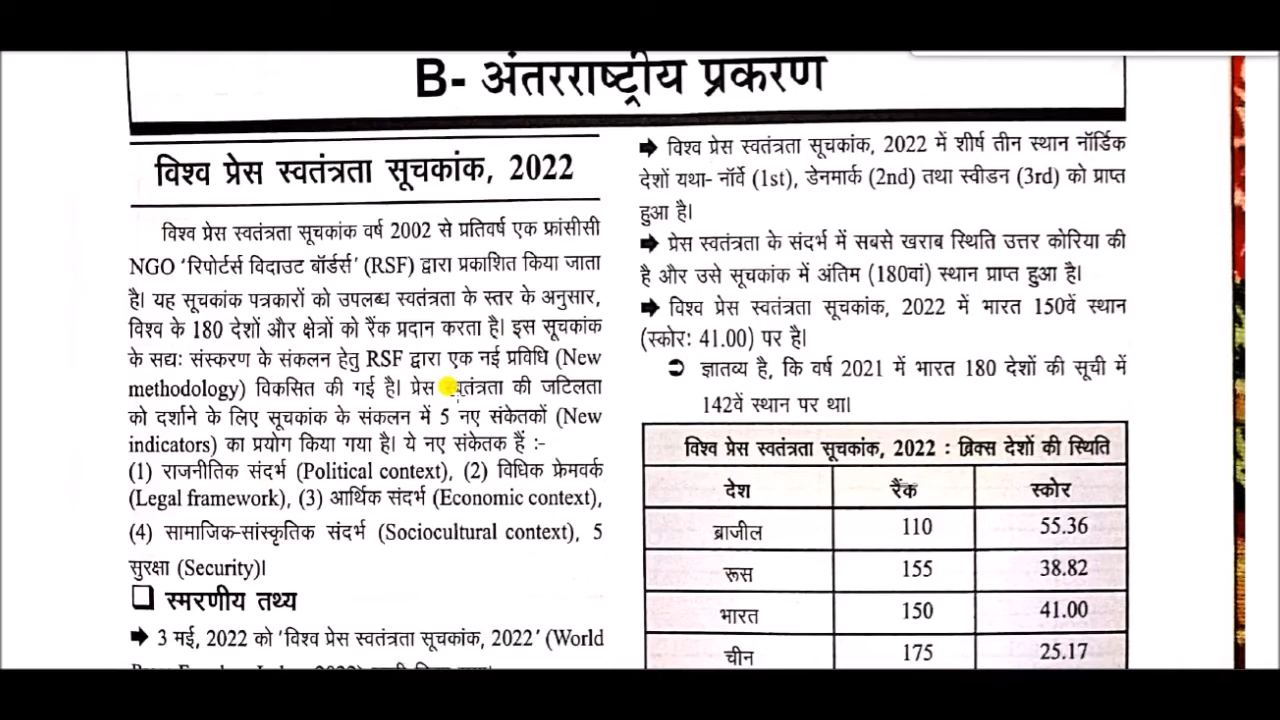 B- अंतरराष्ट्रीय प्रकरण
विश्व प्रेस स्वतंत्रता सूचकांक, 2022
विश्व प्रेस स्वतंत्रता सूचकांक वर्ष 2002 से प्रतिवर्ष एक फ्रांसीसी
NGO ‘रिपोर्टर्स विदाउट बॉर्डर्स’ (RSF) द्वारा प्रकाशित किया जाता
है। यह सूचकांक पत्रकारों को उपलब्ध स्वतंत्रता के स्तर के अनुसार,
विश्व के 180 देशों और क्षेत्रों को रैंक प्रदान करता है। इस सूचकांक
के सद्यः संस्करण के संकलन हेतु RSF द्वारा एक नई प्रविधि (New
methodology) विकसित की गई है। प्रेस स्वतंत्रता की जटिलता
को दर्शाने के लिए सूचकांक के संकलन में 5 नए संकेतकों (New
indicators) का प्रयोग किया गया है। ये नए संकेतक हैं :-
(1) राजनीतिक संदर्भ (Political context), (2) विधिक फ्रेमवर्क
(Legal framework), (3) आर्थिक संदर्भ (Economic context),
(4) सामाजिक-सांस्कृतिक संदर्भ (Sociocultural context), 5
सुरक्षा (Security)।
❑ स्मरणीय तथ्य
➡ 3 मई, 2022 को ‘विश्व प्रेस स्वतंत्रता सूचकांक, 2022’ (World
➡ विश्व प्रेस स्वतंत्रता सूचकांक, 2022 में शीर्ष तीन स्थान नॉर्डिक
देशों यथा- नॉर्वे (1st), डेनमार्क (2nd) तथा स्वीडन (3rd) को प्राप्त
हुआ है।
➡ प्रेस स्वतंत्रता के संदर्भ में सबसे खराब स्थिति उत्तर कोरिया की
है और उसे सूचकांक में अंतिम (180वां) स्थान प्राप्त हुआ है।
➡ विश्व प्रेस स्वतंत्रता सूचकांक, 2022 में भारत 150वें स्थान
(स्कोर: 41.00) पर है।
➲ ज्ञातव्य है, कि वर्ष 2021 में भारत 180 देशों की सूची में
142वें स्थान पर था।
विश्व प्रेस स्वतंत्रता सूचकांक, 2022 : ब्रिक्स देशों की स्थिति
देश रैंक स्कोर
ब्राजील 110 55.36
रूस 155 38.82
भारत 150 41.00
चीन 175 25.17